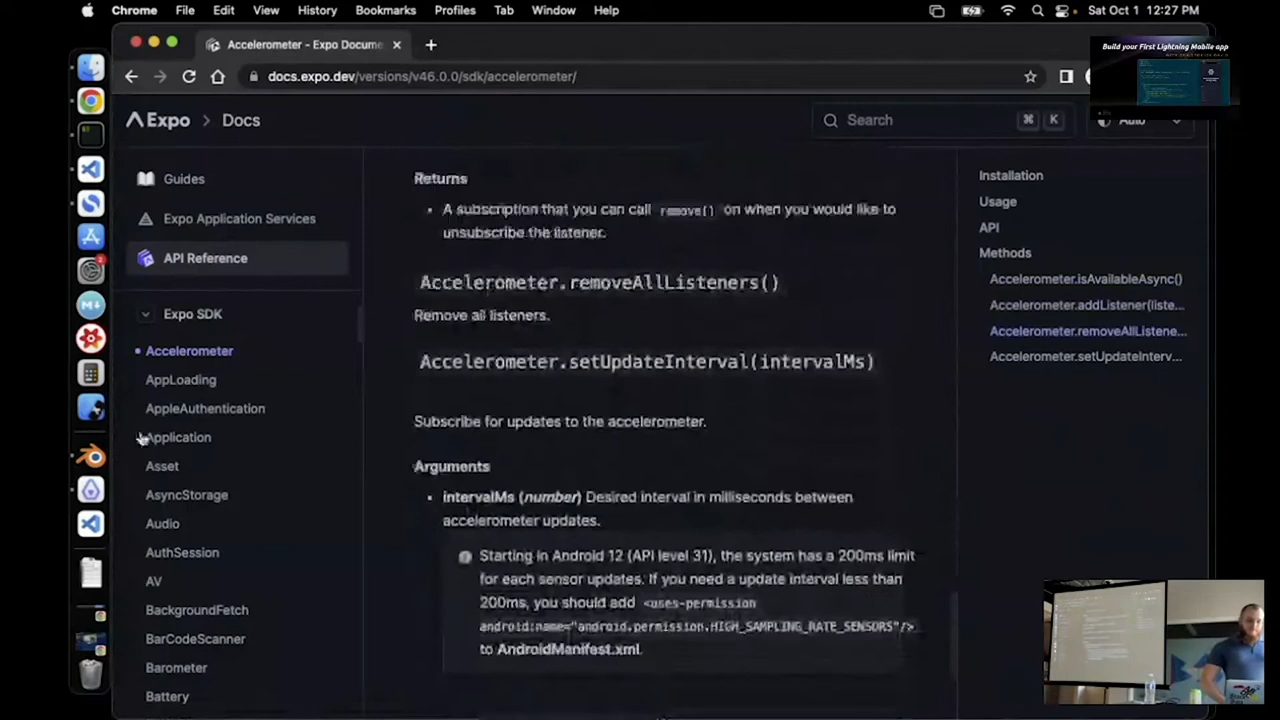 Chrome File Edit View History Bookmarks Profiles Tab Window Help
Sat Oct 1 12:27 PM
Accelerometer - Expo Docume
docs.expo.dev/versions/v46.0.0/sdk/accelerometer/
Build your First Lightning Mobile app
Expo > Docs
Search
⌘ K
Auto
Guides
Expo Application Services
API Reference
Expo SDK
Accelerometer
AppLoading
AppleAuthentication
Application
Asset
AsyncStorage
Audio
AuthSession
AV
BackgroundFetch
BarCodeScanner
Barometer
Battery
Returns
A subscription that you can call remove() on when you would like to
unsubscribe the listener.
Accelerometer.removeAllListeners()
Remove all listeners.
Accelerometer.setUpdateInterval(intervalMs)
Subscribe for updates to the accelerometer.
Arguments
intervalMs (number) Desired interval in milliseconds between
accelerometer updates.
Starting in Android 12 (API level 31), the system has a 200ms limit
for each sensor updates. If you need a update interval less than
200ms, you should add <uses-permission
android:name="android.permission.HIGH_SAMPLING_RATE_SENSORS"/>
to AndroidManifest.xml.
Installation
Usage
API
Methods
Accelerometer.isAvailableAsync()
Accelerometer.addListener(liste...
Accelerometer.removeAllListene...
Accelerometer.setUpdateInterv...